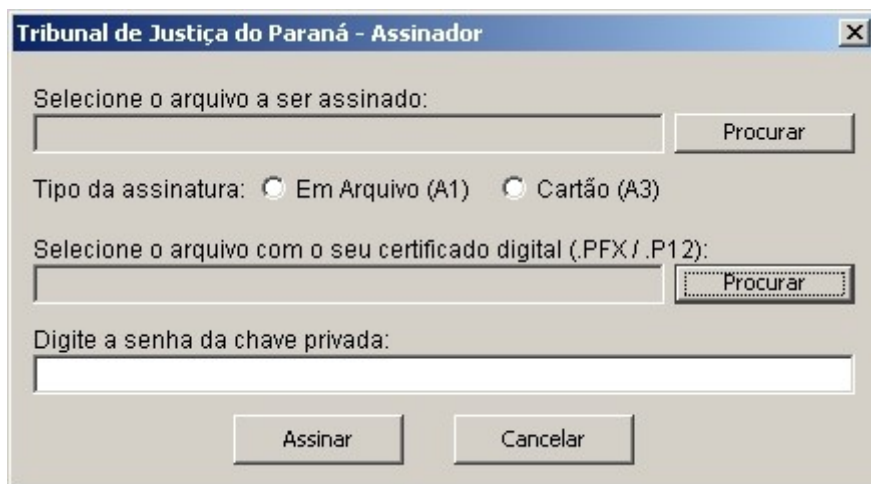 Tribunal de Justiça do Paraná - Assinador
Selecione o arquivo a ser assinado:
Procurar
Tipo da assinatura: Em Arquivo (A1) Cartão (A3)
Selecione o arquivo com o seu certificado digital (.PFX / .P12):
Procurar
Digite a senha da chave privada:
Assinar Cancelar